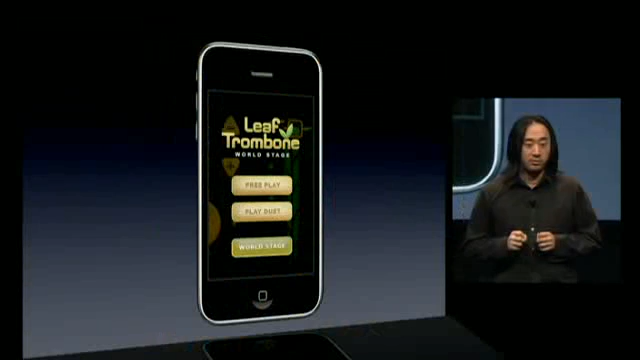 Leaf
Trombone
WORLD STAGE
FREE PLAY
PLAY DUET
WORLD STAGE